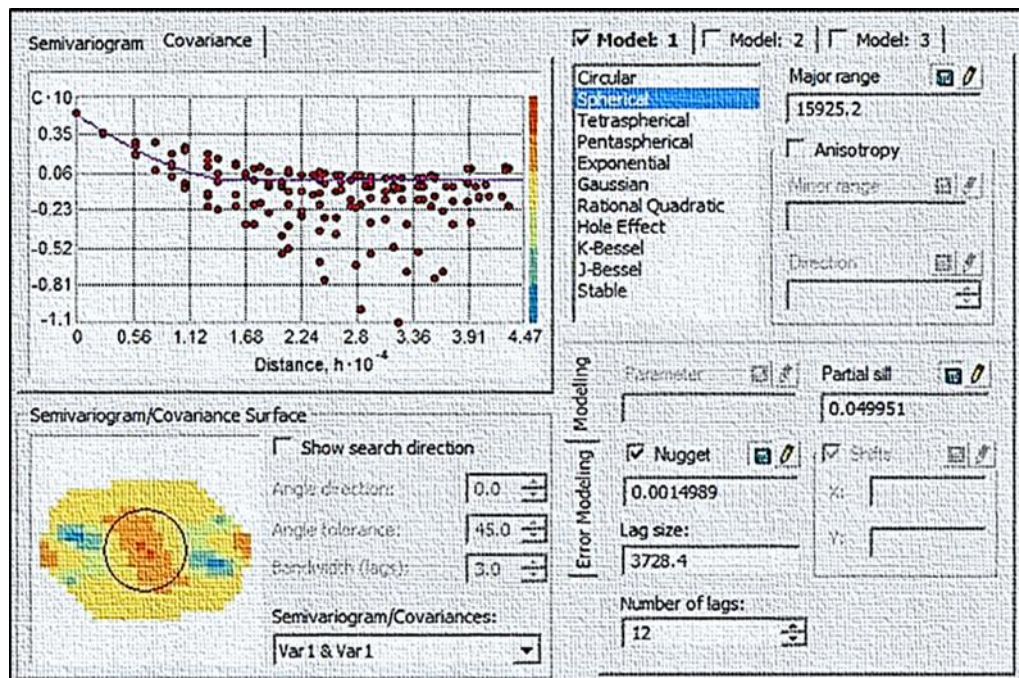 Semivariogram Covariance
C · 10
0.35
0.06
-0.23
-0.52
-0.81
-1.1
0 0.56 1.12 1.68 2.24 2.8 3.36 3.91 4.47
Distance, h · 10⁻⁴
Semivariogram/Covariance Surface
Show search direction
Angle direction: 0.0
Angle tolerance: 45.0
Bandwidth (lags): 3.0
Semivariogram/Covariances:
Var1 & Var1
Model: 1 Model: 2 Model: 3
Circular
Spherical
Tetraspherical
Pentaspherical
Exponential
Gaussian
Rational Quadratic
Hole Effect
K-Bessel
J-Bessel
Stable
Major range
15925.2
Anisotropy
Minor range
Direction
Modeling
Error Modeling
Parameter
Partial sill
0.049951
Nugget
0.0014989
Shifts
X:
Y:
Lag size:
3728.4
Number of lags:
12